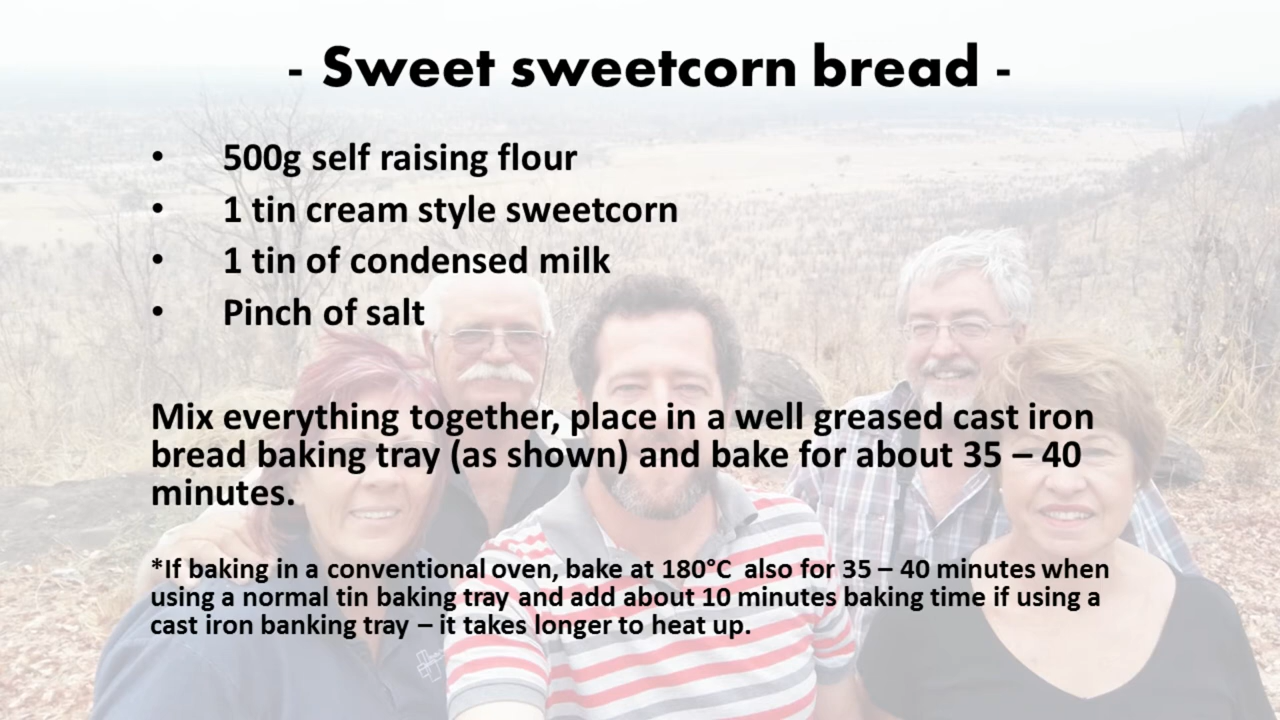 - Sweet sweetcorn bread -
• 500g self raising flour
• 1 tin cream style sweetcorn
• 1 tin of condensed milk
• Pinch of salt
Mix everything together, place in a well greased cast iron
bread baking tray (as shown) and bake for about 35 – 40
minutes.
*If baking in a conventional oven, bake at 180°C also for 35 – 40 minutes when
using a normal tin baking tray and add about 10 minutes baking time if using a
cast iron banking tray – it takes longer to heat up.